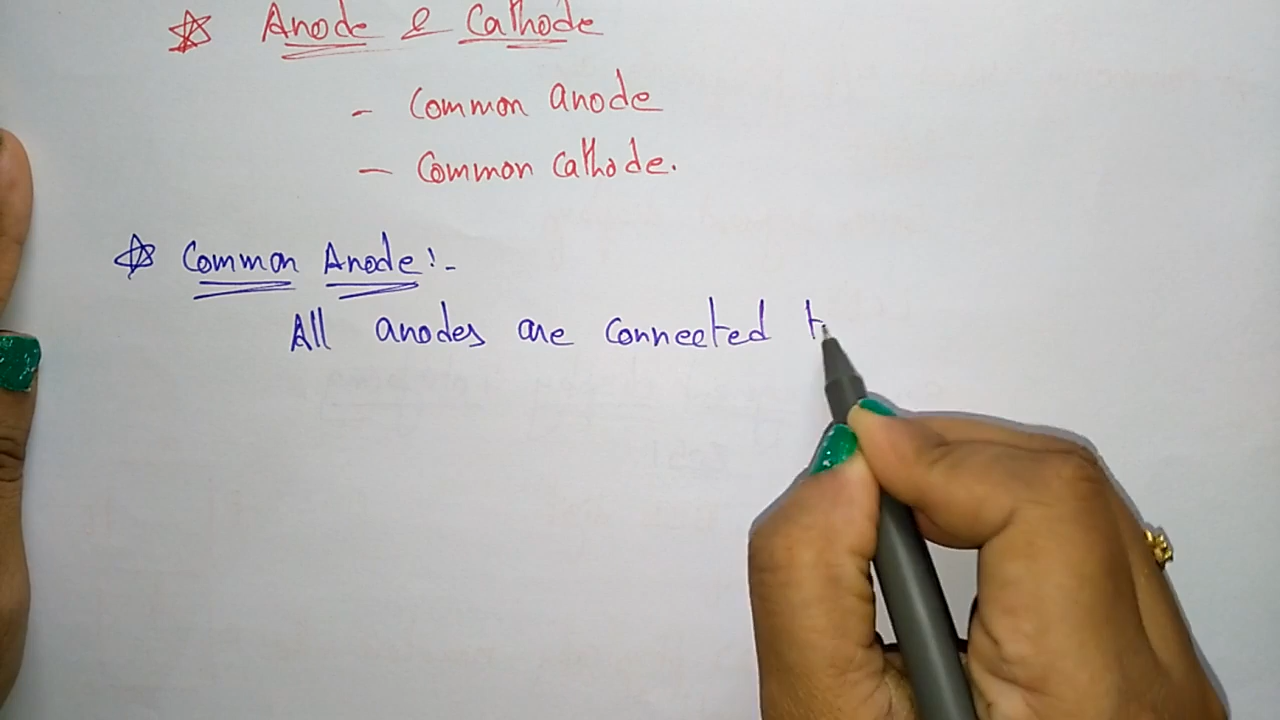 ☆ Anode & Cathode
- Common anode
- Common Cathode.
☆ Common Anode:-
All anodes are connected t